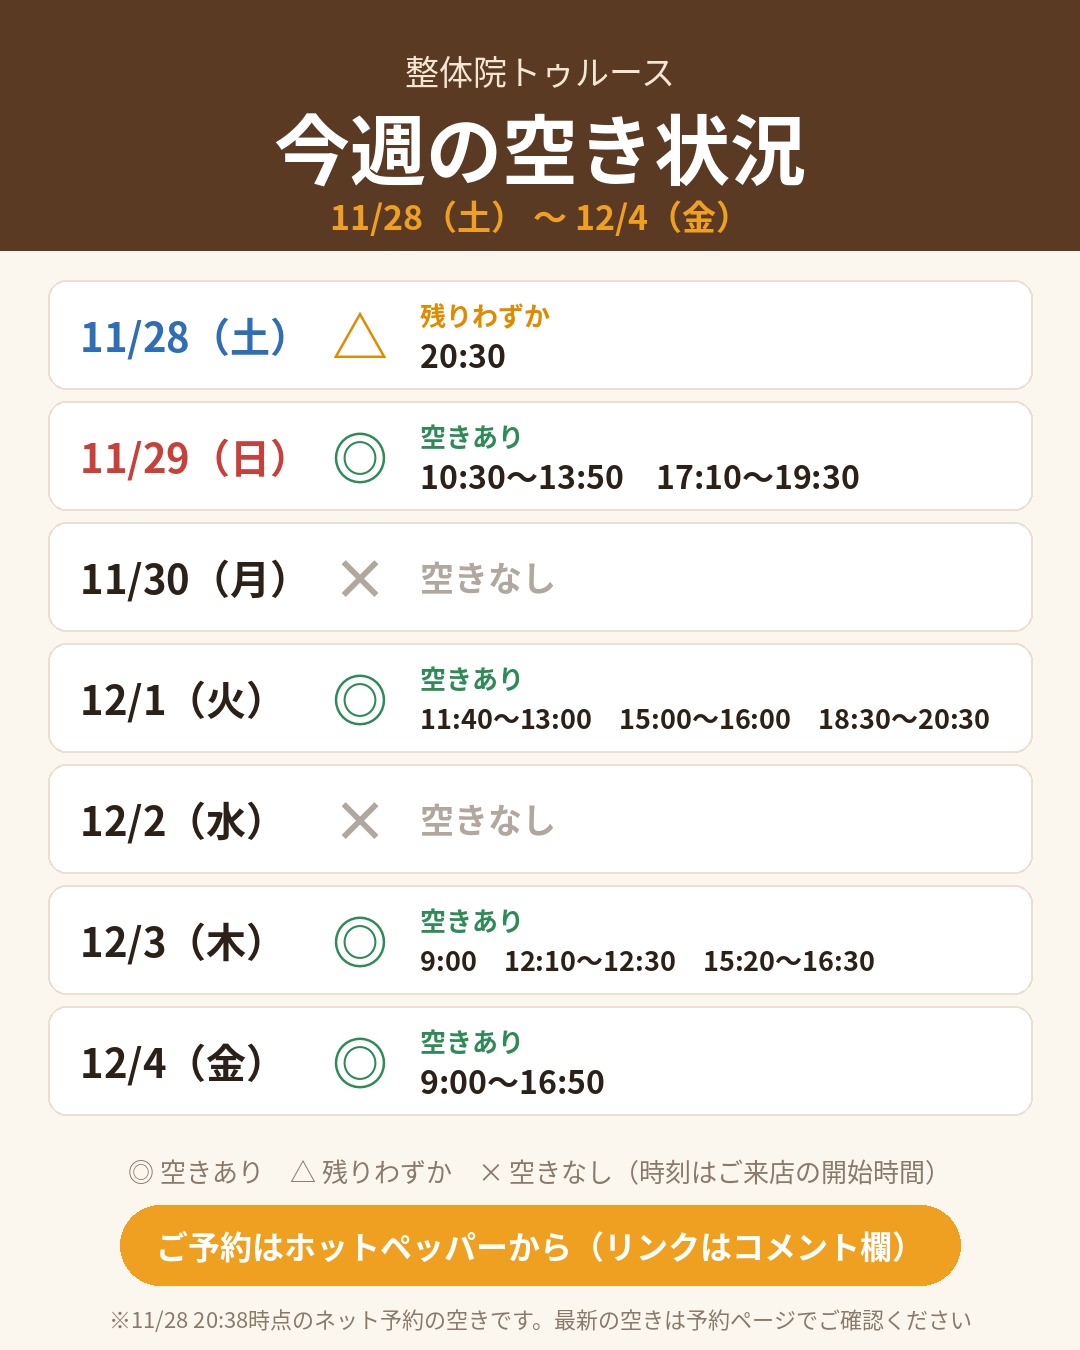 整体院トゥルース
今週の空き状況
11/28（土） 〜 12/4（金）
11/28（土） △ 残りわずか
20:30
11/29（日） ◎ 空きあり
10:30〜13:50　17:10〜19:30
11/30（月） × 空きなし
12/1（火） ◎ 空きあり
11:40〜13:00　15:00〜16:00　18:30〜20:30
12/2（水） × 空きなし
12/3（木） ◎ 空きあり
9:00　12:10〜12:30　15:20〜16:30
12/4（金） ◎ 空きあり
9:00〜16:50
◎ 空きあり　△ 残りわずか　× 空きなし（時刻はご来店の開始時間）
ご予約はホットペッパーから（リンクはコメント欄）
※11/28 20:38時点のネット予約の空きです。最新の空きは予約ページでご確認ください